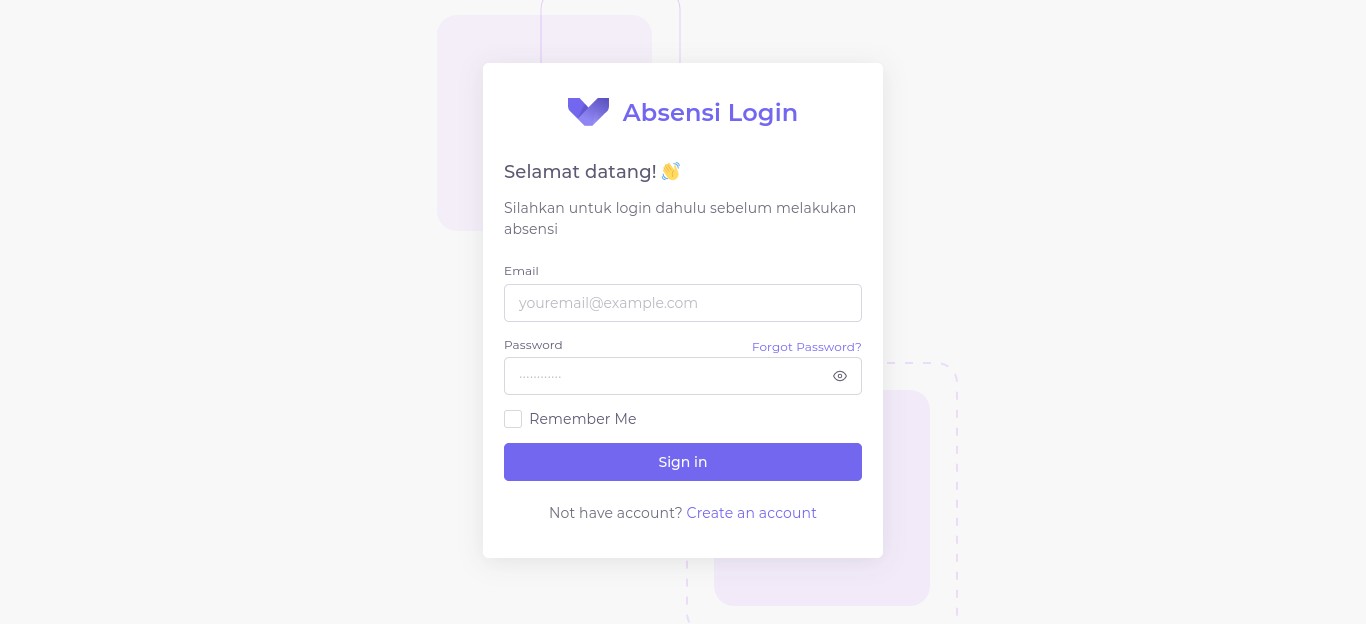 Absensi Login
Selamat datang! 👋
Silahkan untuk login dahulu sebelum melakukan
absensi
Email
youremail@example.com
Password
Forgot Password?
············
Remember Me
Sign in
Not have account? Create an account